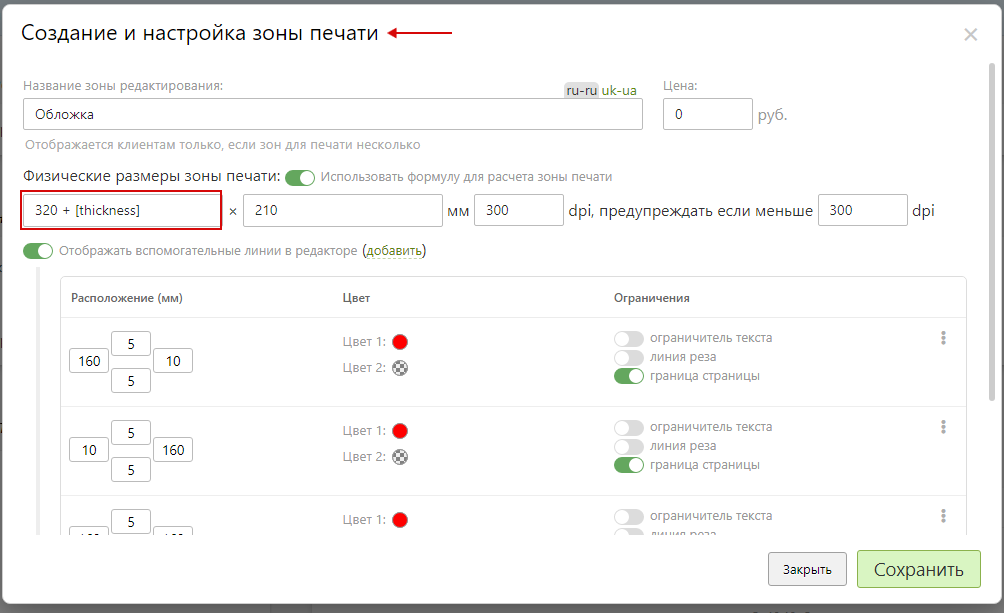 Создание и настройка зоны печати
Название зоны редактирования:
ru-ru uk-ua
Цена:
Обложка
0
руб.
Отображается клиентам только, если зон для печати несколько
Физические размеры зоны печати:
Использовать формулу для расчета зоны печати
320 + [thickness] × 210 мм 300 dpi, предупреждать если меньше 300 dpi
Отображать вспомогательные линии в редакторе (добавить)
Расположение (мм) Цвет Ограничения
5
160 10
5
Цвет 1:
Цвет 2:
ограничитель текста
линия реза
граница страницы
5
10 160
5
Цвет 1:
Цвет 2:
ограничитель текста
линия реза
граница страницы
5
Цвет 1:
ограничитель текста
линия реза
Закрыть Сохранить